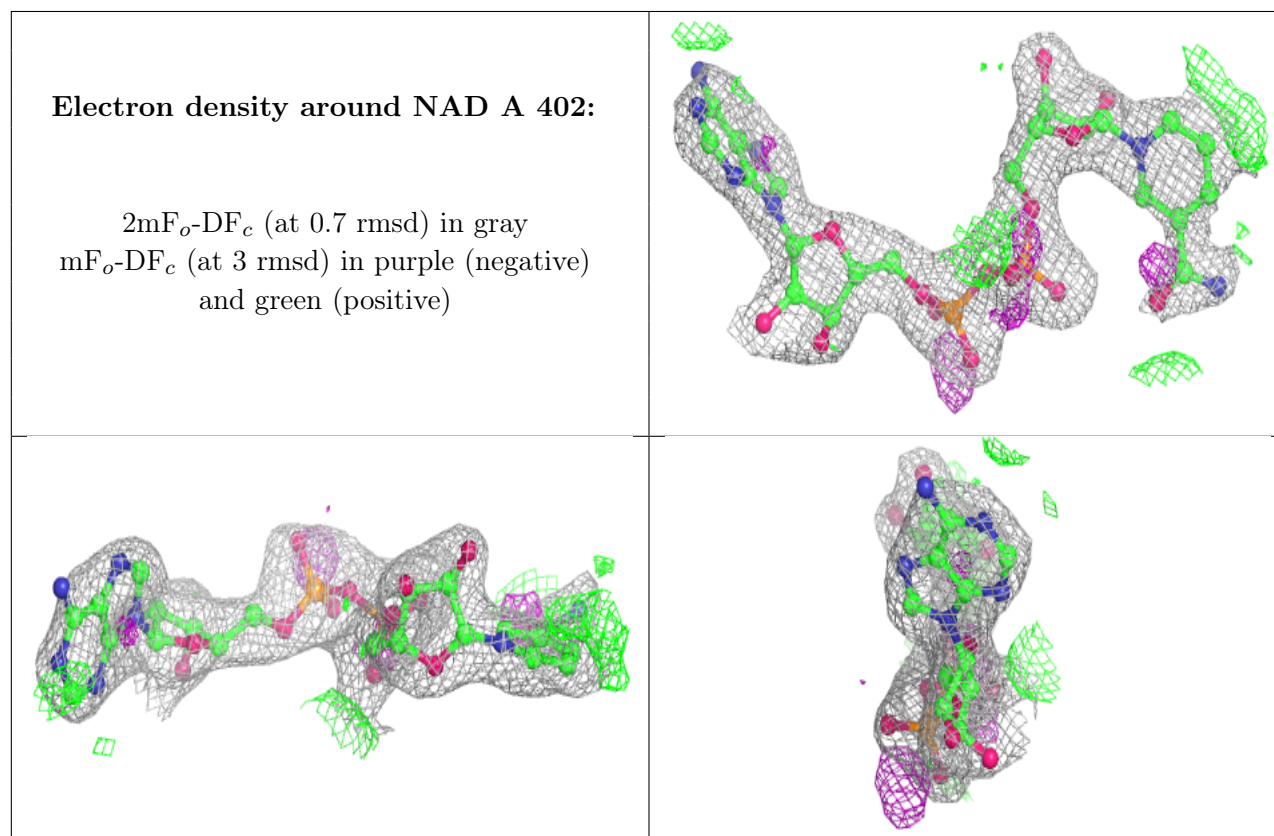 Electron density around NAD A 402:
2mFo-DFc (at 0.7 rmsd) in gray
mFo-DFc (at 3 rmsd) in purple (negative)
and green (positive)